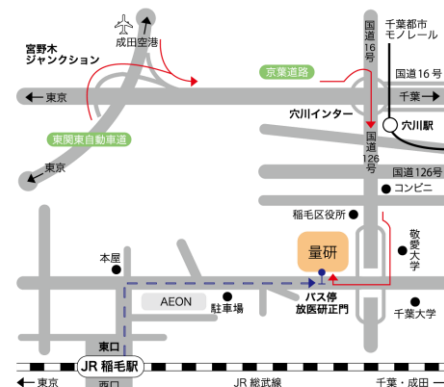 成田空港
宮野木
ジャンクション
京葉道路
国道16号
千葉都市
モノレール
国道16号
東京
千葉
穴川インター
穴川駅
東関東自動車道
国道126号
国道126号
東京
コンビニ
稲毛区役所
量研
敬愛大学
本屋
AEON
駐車場
バス停
放医研正門
千葉大学
東口
JR 稲毛駅
西口
東京
JR 総武線
千葉・成田